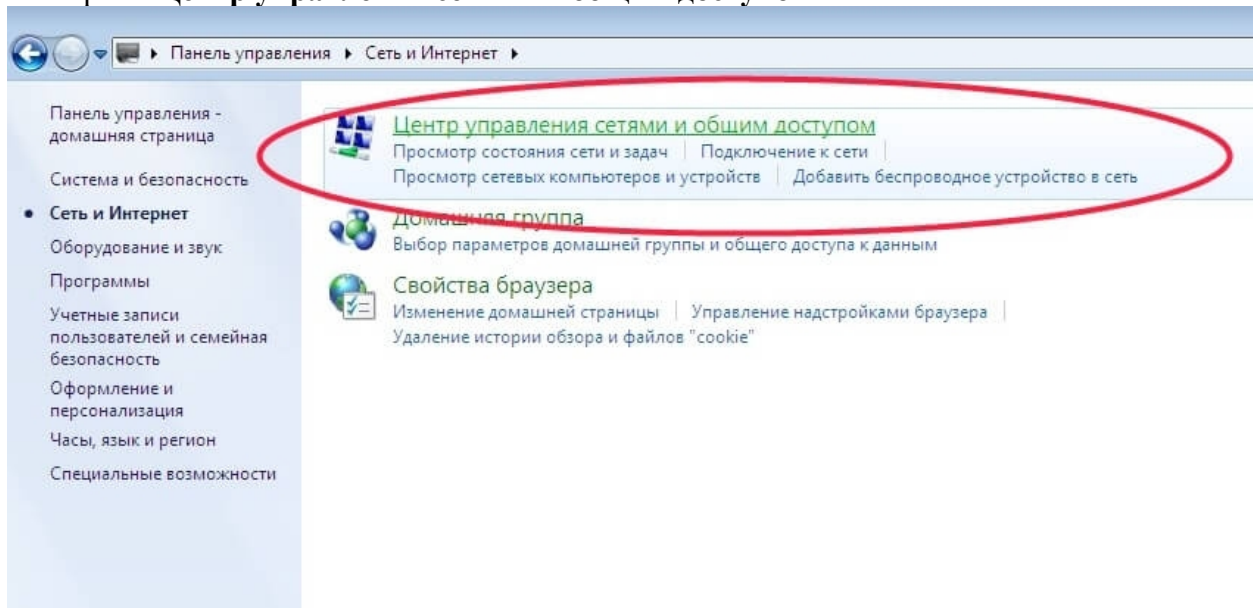 Панель управления ▸ Сеть и Интернет ▸
Панель управления -
домашняя страница
Система и безопасность
Сеть и Интернет
Оборудование и звук
Программы
Учетные записи
пользователей и семейная
безопасность
Оформление и
персонализация
Часы, язык и регион
Специальные возможности
Центр управления сетями и общим доступом
Просмотр состояния сети и задач | Подключение к сети |
Просмотр сетевых компьютеров и устройств | Добавить беспроводное устройство в сеть
Домашняя группа
Выбор параметров домашней группы и общего доступа к данным
Свойства браузера
Изменение домашней страницы | Управление надстройками браузера |
Удаление истории обзора и файлов "cookie"